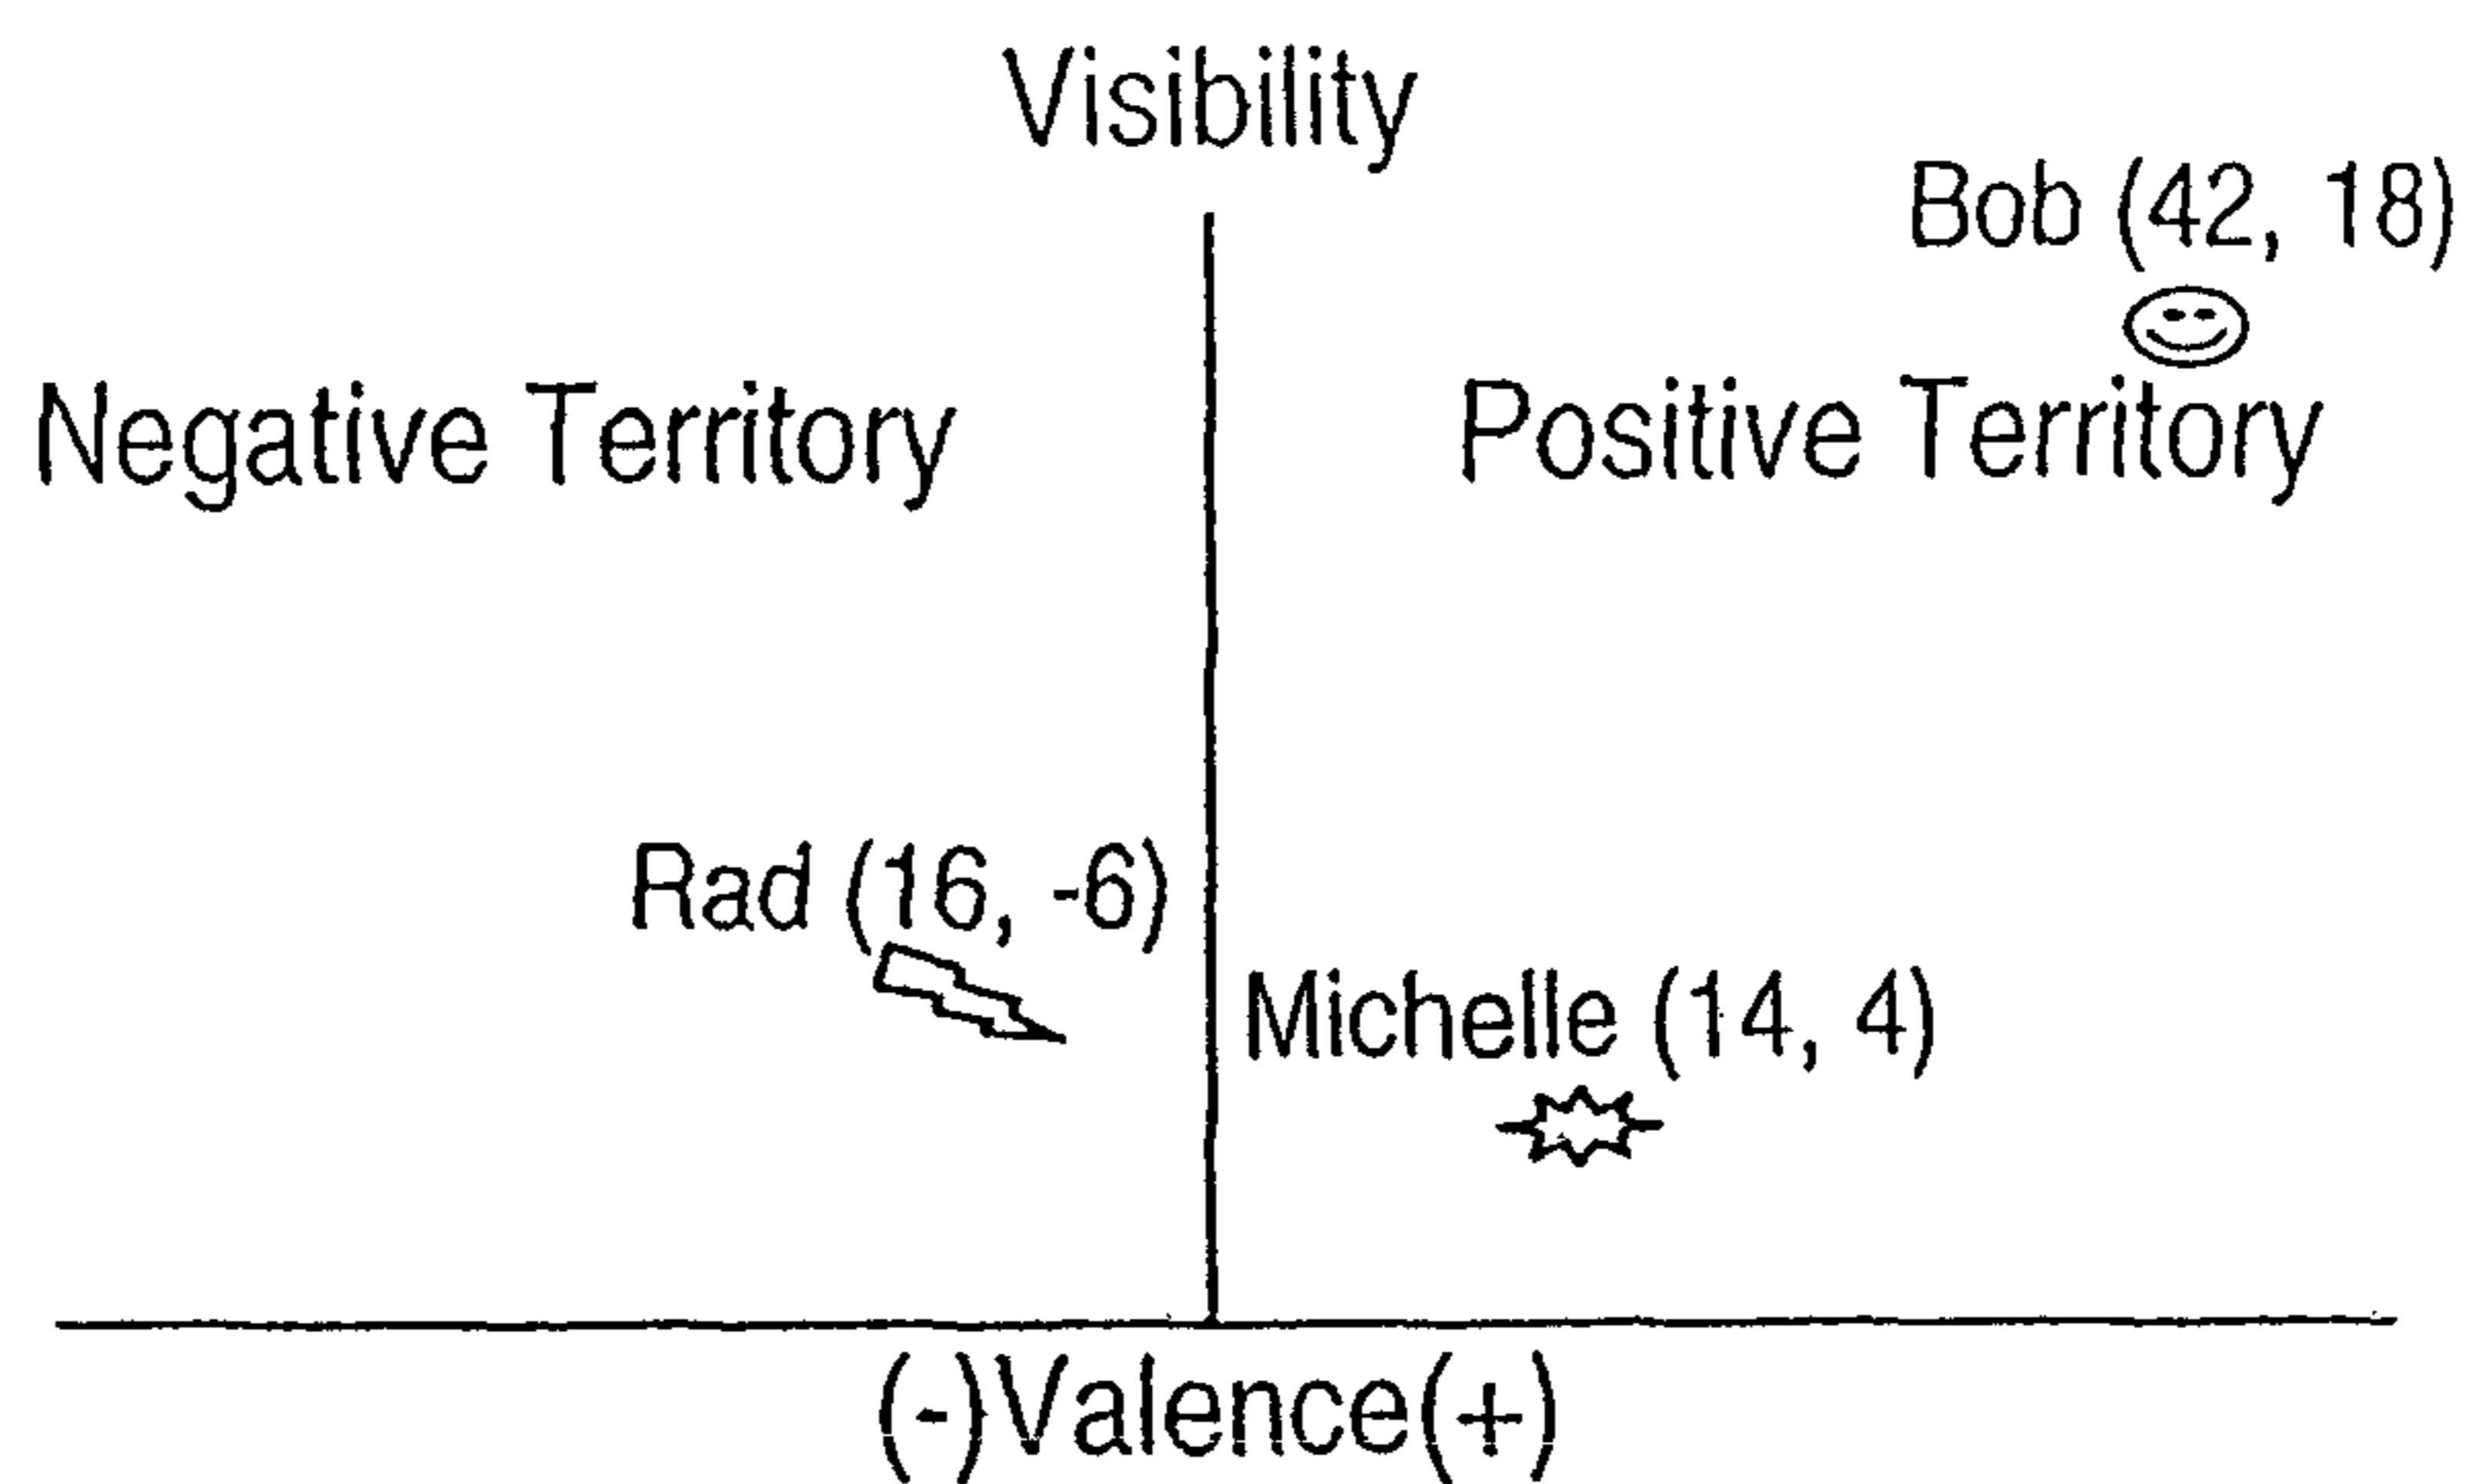 Visibility
Bob (42, 18)
Negative Territory
Positive Territory
Rad (16, -6)
Michelle (14, 4)
(-)Valence(+)